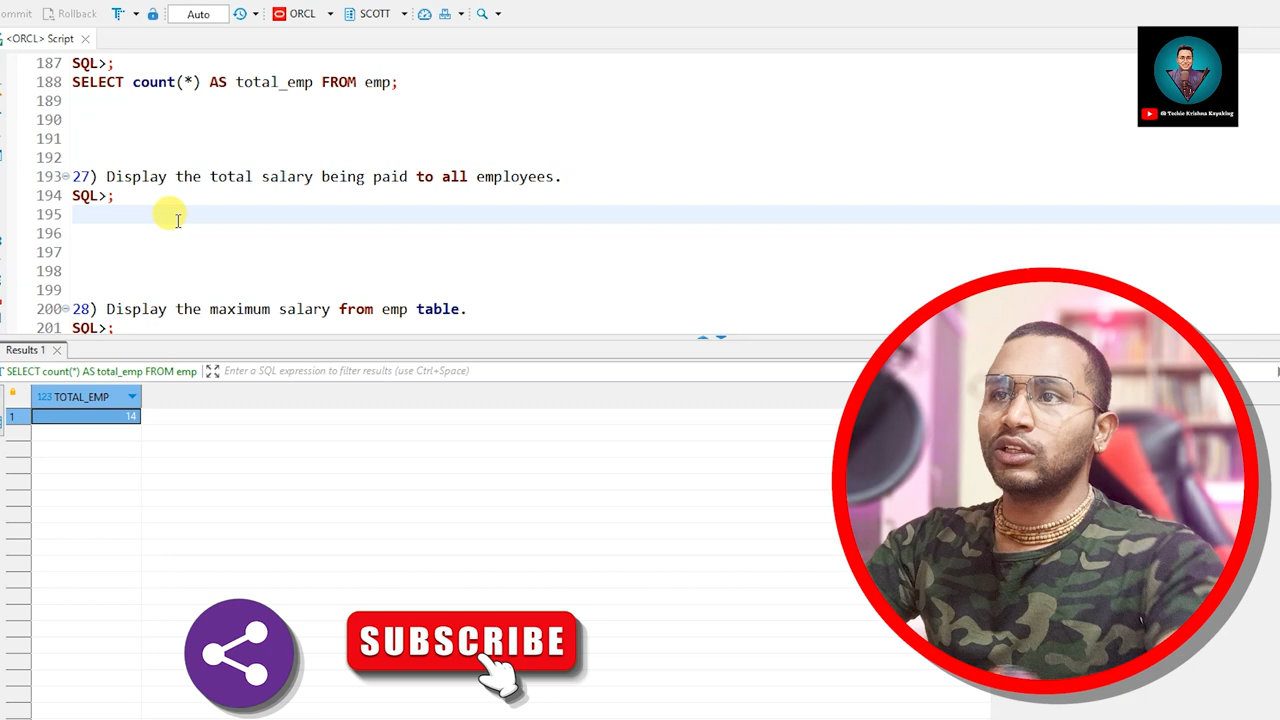 ommit
Rollback
Auto
ORCL
SCOTT
<ORCL> Script
187 SQL>;
188 SELECT count(*) AS total_emp FROM emp;
189
190
191
192
193 27) Display the total salary being paid to all employees.
194 SQL>;
195
196
197
198
199
200 28) Display the maximum salary from emp table.
201 SQL>;
Techie Krishna Kayaking
Results 1
SELECT count(*) AS total_emp FROM emp
Enter a SQL expression to filter results (use Ctrl+Space)
123 TOTAL_EMP
1 14
SUBSCRIBE